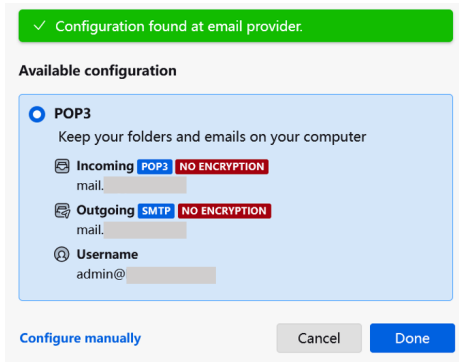 Configuration found at email provider.
Available configuration
POP3
Keep your folders and emails on your computer
Incoming POP3 NO ENCRYPTION
mail.
Outgoing SMTP NO ENCRYPTION
mail.
Username
admin@
Configure manually Cancel Done